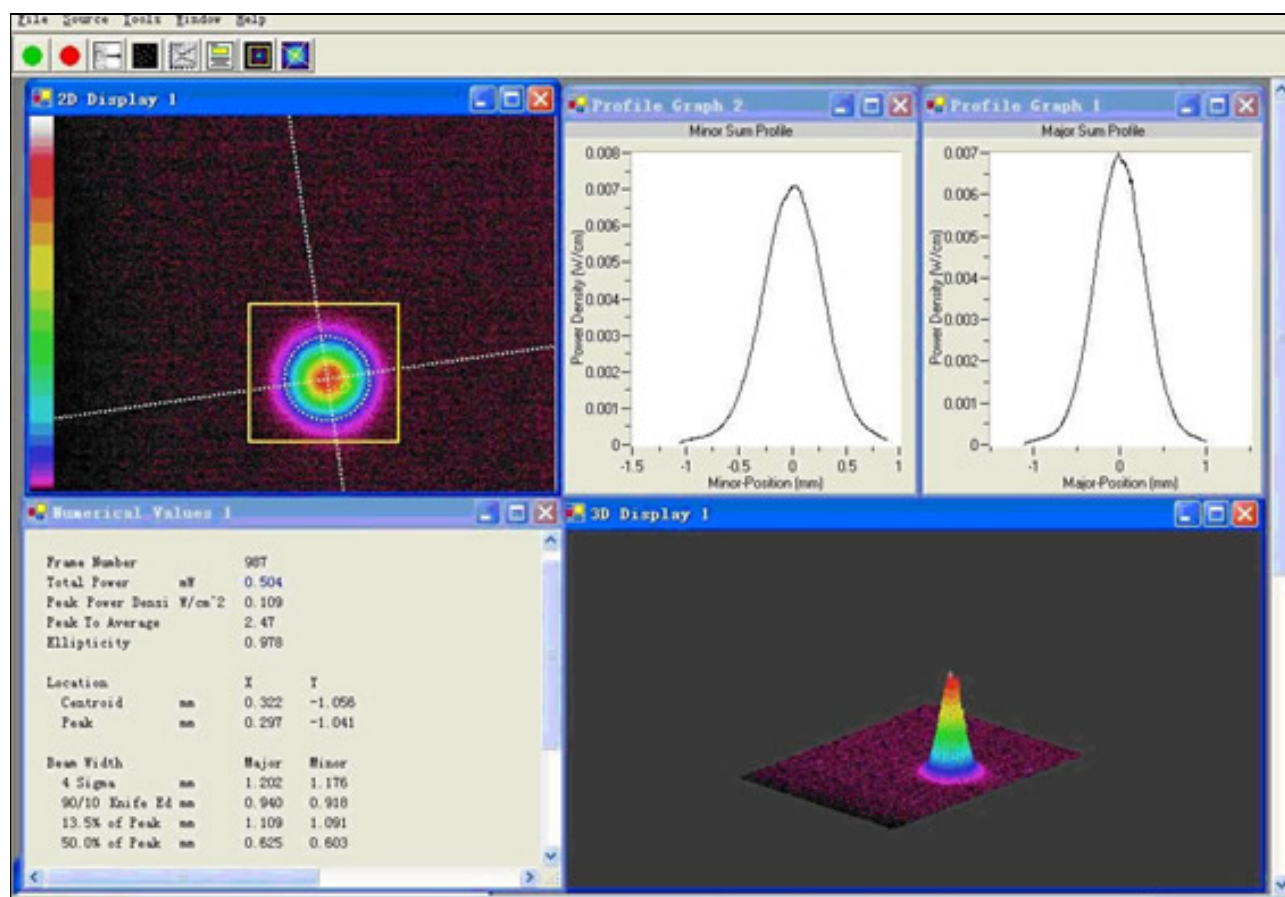 File Source Tools Window Help
2D Display 1
Profile Graph 2
Minor Sum Profile
Power Density (W/cm)
0.008
0.007
0.006
0.005
0.004
0.003
0.002
0.001
0
-1.5 -1 -0.5 0 0.5 1
Minor-Position (mm)
Profile Graph 1
Major Sum Profile
Power Density (W/cm)
0.007
0.006
0.005
0.004
0.003
0.002
0.001
0
-1 0 1
Major-Position (mm)
Numerical Values 1
Frame Number 987
Total Power mW 0.504
Peak Power Densi W/cm^2 0.109
Peak To Average 2.47
Ellipticity 0.978
Location X Y
Centroid mm 0.322 -1.056
Peak mm 0.297 -1.041
Beam Width Major Minor
4 Sigma mm 1.202 1.176
90/10 Knife Ed mm 0.940 0.918
13.5% of Peak mm 1.109 1.091
50.0% of Peak mm 0.625 0.603
3D Display 1